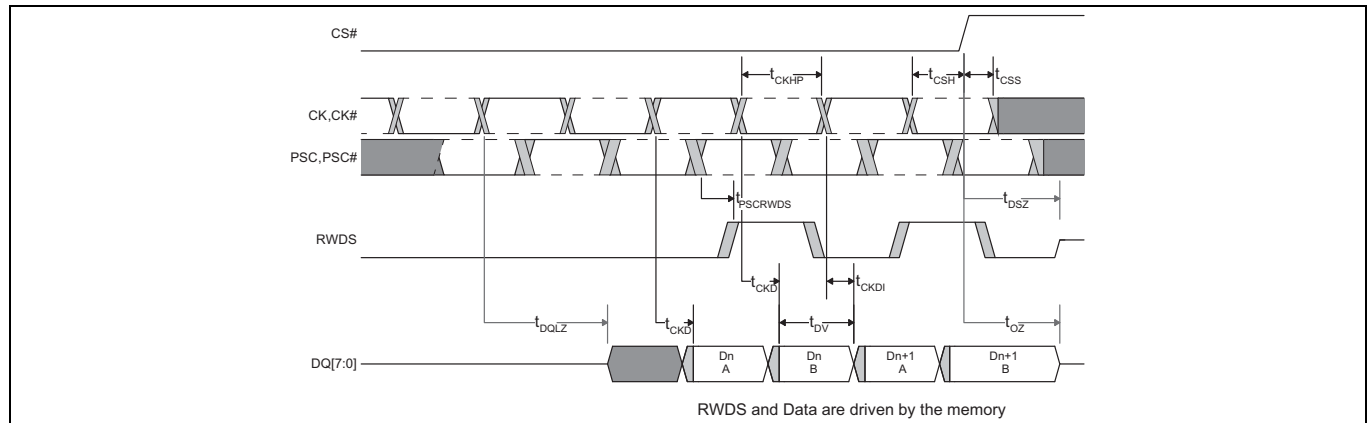 CS#
tCKHP
tCSH
tCSS
CK,CK#
PSC,PSC#
tPSCRWDS
tDSZ
RWDS
tCKD
tCKDI
tDQLZ
tCKD
tDV
tOZ
DQ[7:0]
Dn
A
Dn
B
Dn+1
A
Dn+1
B
RWDS and Data are driven by the memory